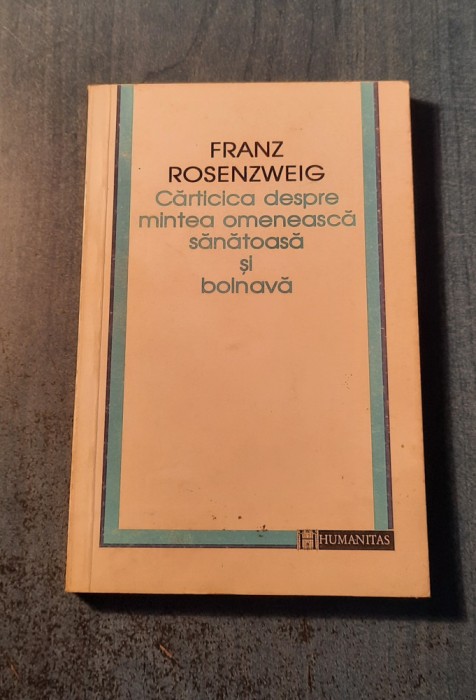 FRANZ
ROSENZWEIG
Cărticica despre
mintea omenească
sănătoasă
și
bolnavă
HUMANITAS